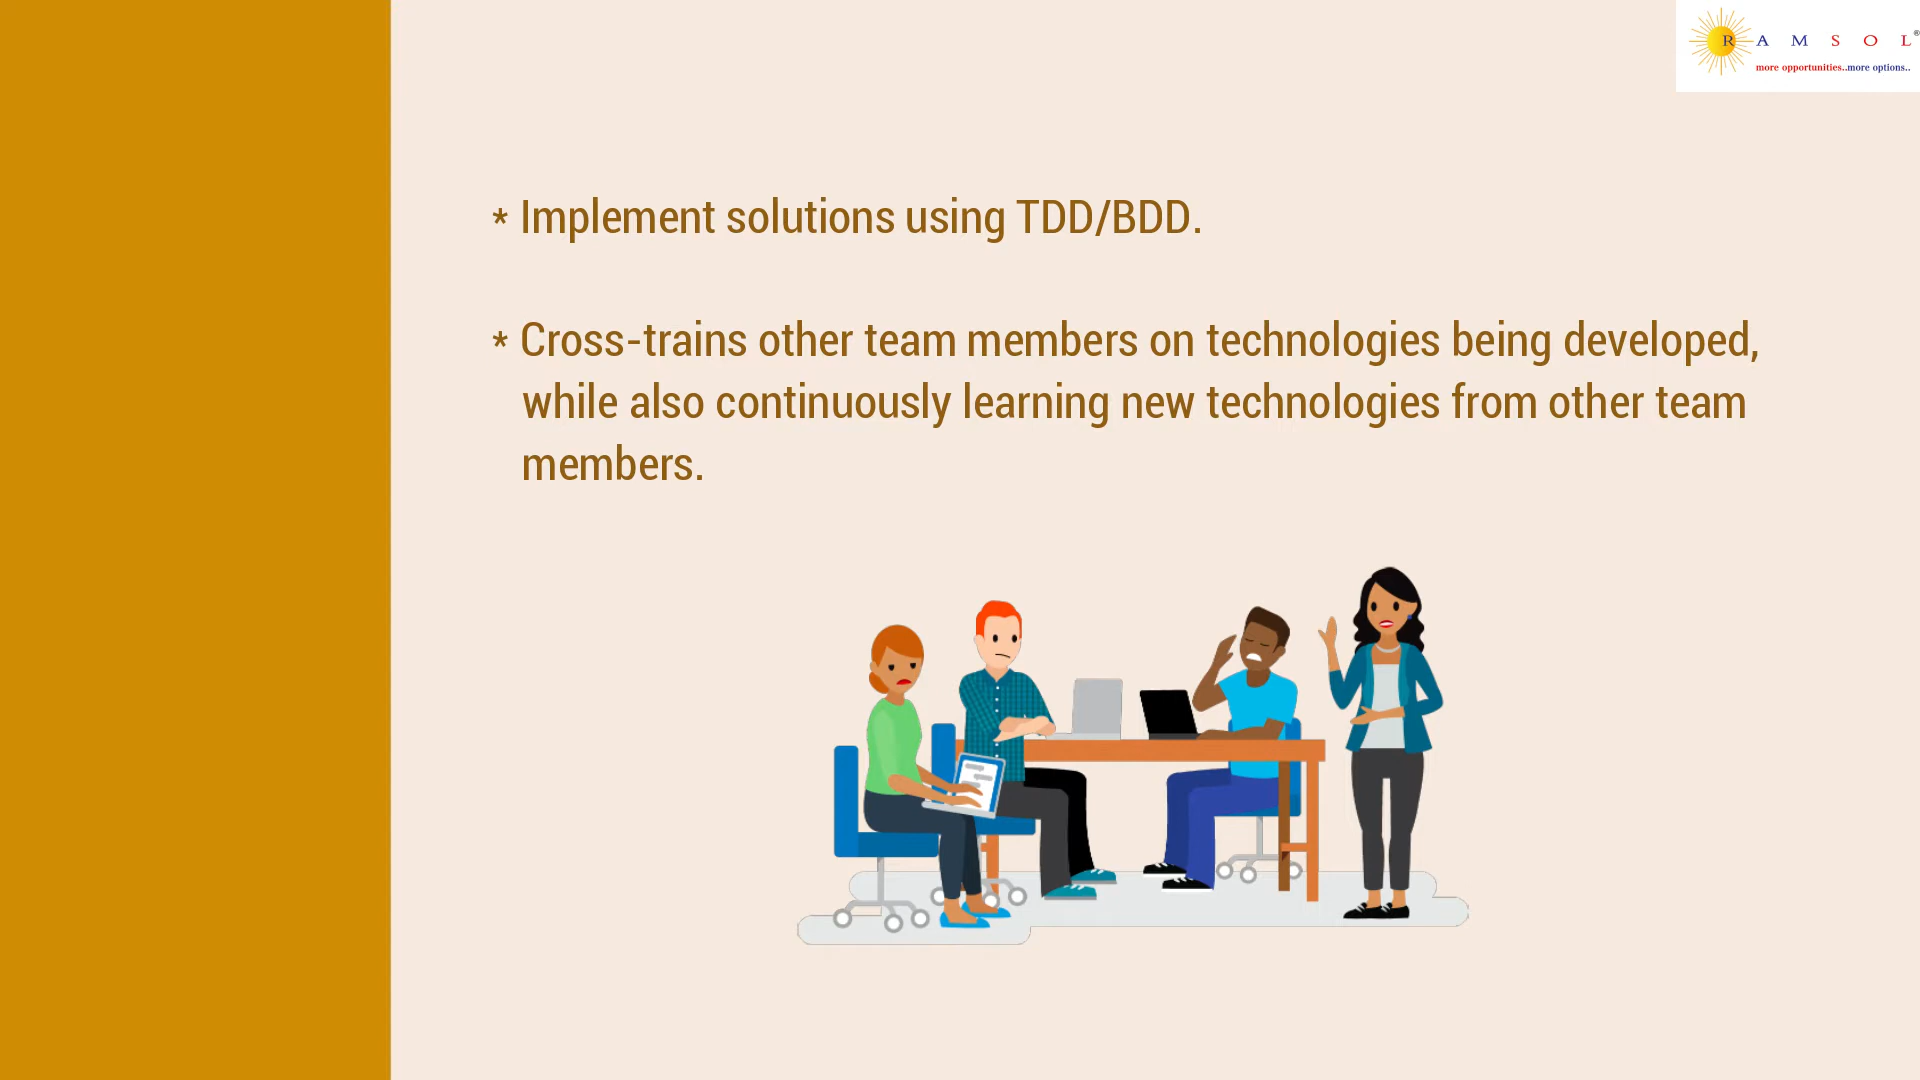 R A M S O L®
more opportunities..more options..
* Implement solutions using TDD/BDD.
* Cross-trains other team members on technologies being developed,
while also continuously learning new technologies from other team
members.